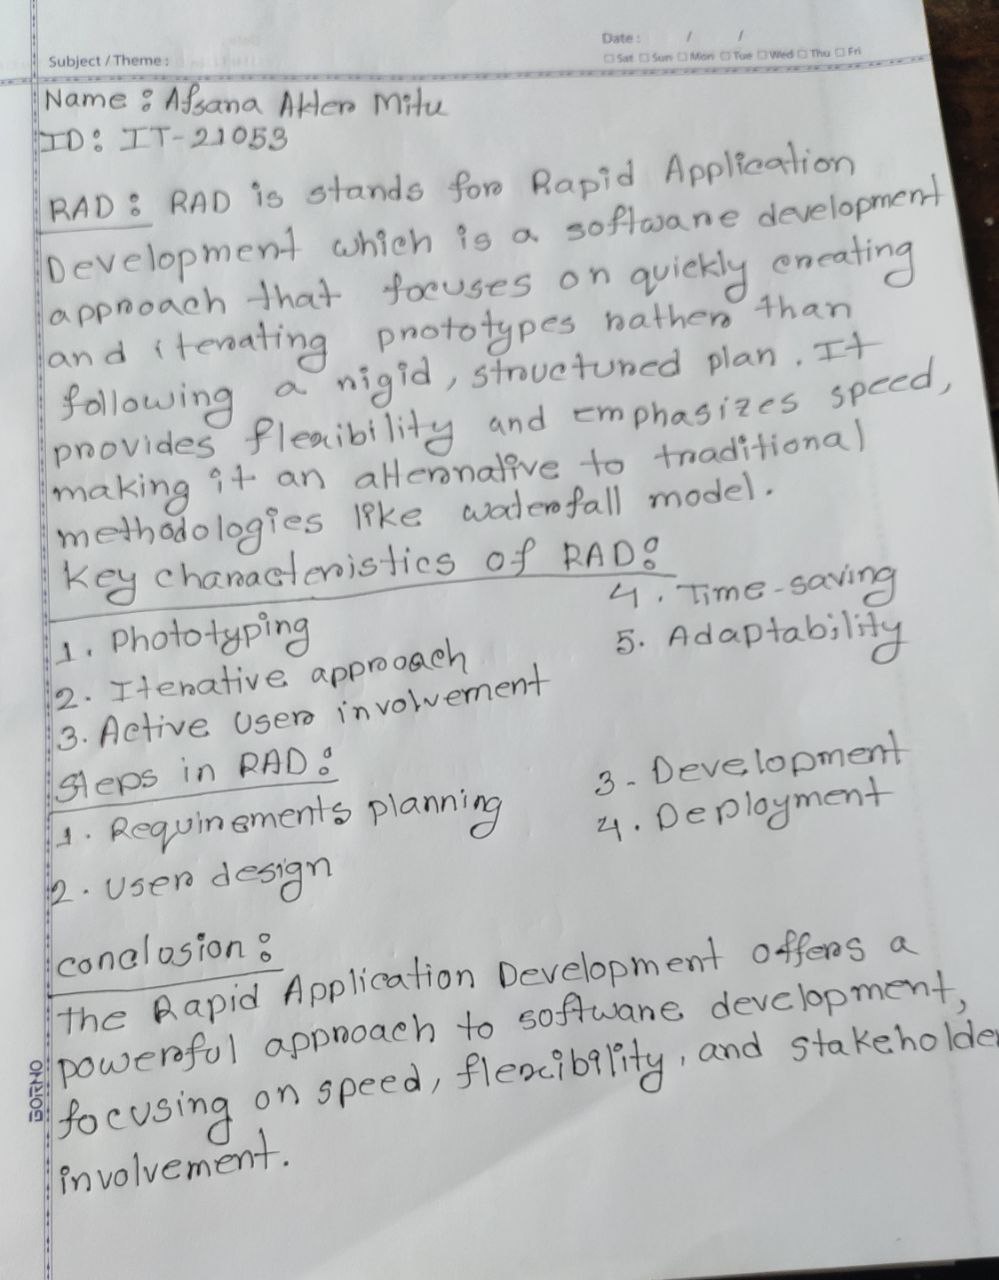 Date : / /
Subject / Theme :
Sat Sun Mon Tue Wed Thu Fri
Name : Afsana Akter Mitu
ID : IT-21053
RAD : RAD is stands for Rapid Application
Development which is a software development
approach that focuses on quickly creating
and iterating prototypes rather than
following a rigid, structured plan. It
provides flexibility and emphasizes speed,
making it an alternative to traditional
methodologies like waterfall model.
Key characteristics of RAD :
1. Phototyping
2. Iterative approoach
3. Active user involvement
4. Time-saving
5. Adaptability
Steps in RAD :
1. Requirements planning
2. User design
3 - Development
4. Deployment
Conclusion :
The Rapid Application Development offers a
powerful approach to software development,
focusing on speed, flexibility, and stakeholder
involvement.
BORNO